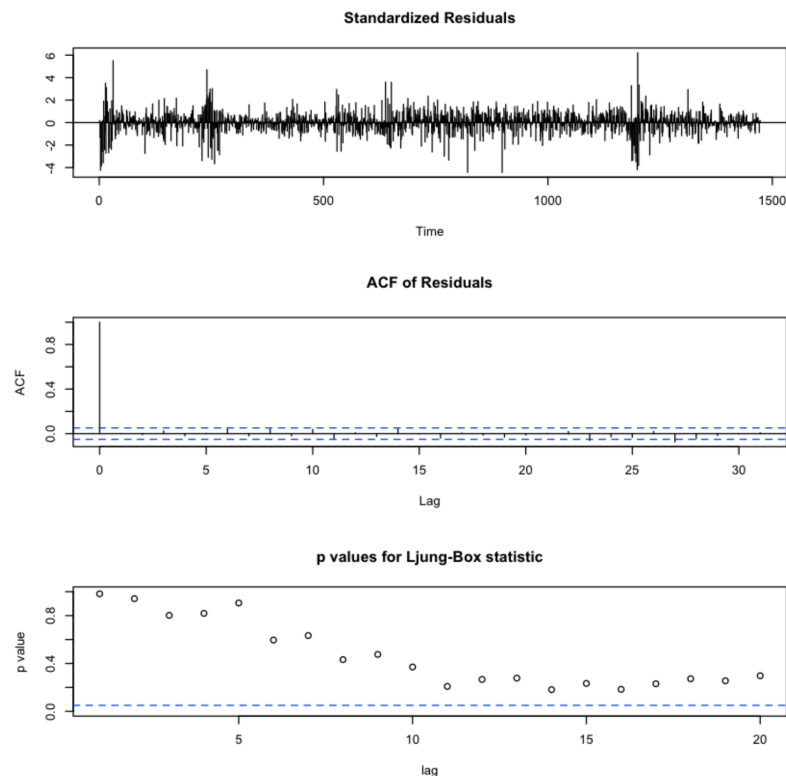 Standardized Residuals
6
4
2
0
-2
-4
0 500 1000 1500
Time
ACF of Residuals
ACF
0.8
0.4
0.0
0 5 10 15 20 25 30
Lag
p values for Ljung-Box statistic
p value
0.8
0.4
0.0
5 10 15 20
lag